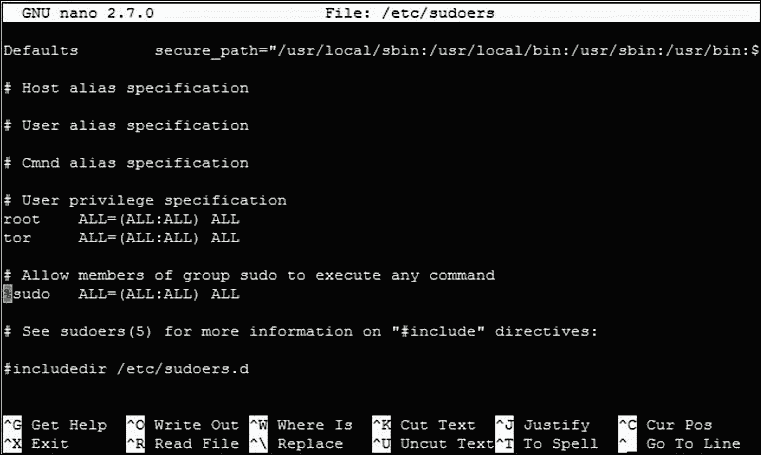 GNU nano 2.7.0 File: /etc/sudoers
Defaults secure_path="/usr/local/sbin:/usr/local/bin:/usr/sbin:/usr/bin:$
# Host alias specification
# User alias specification
# Cmnd alias specification
# User privilege specification
root ALL=(ALL:ALL) ALL
tor ALL=(ALL:ALL) ALL
# Allow members of group sudo to execute any command
%sudo ALL=(ALL:ALL) ALL
# See sudoers(5) for more information on "#include" directives:
#includedir /etc/sudoers.d
^G Get Help ^O Write Out ^W Where Is ^K Cut Text ^J Justify ^C Cur Pos
^X Exit ^R Read File ^\ Replace ^U Uncut Text ^T To Spell ^_ Go To Line